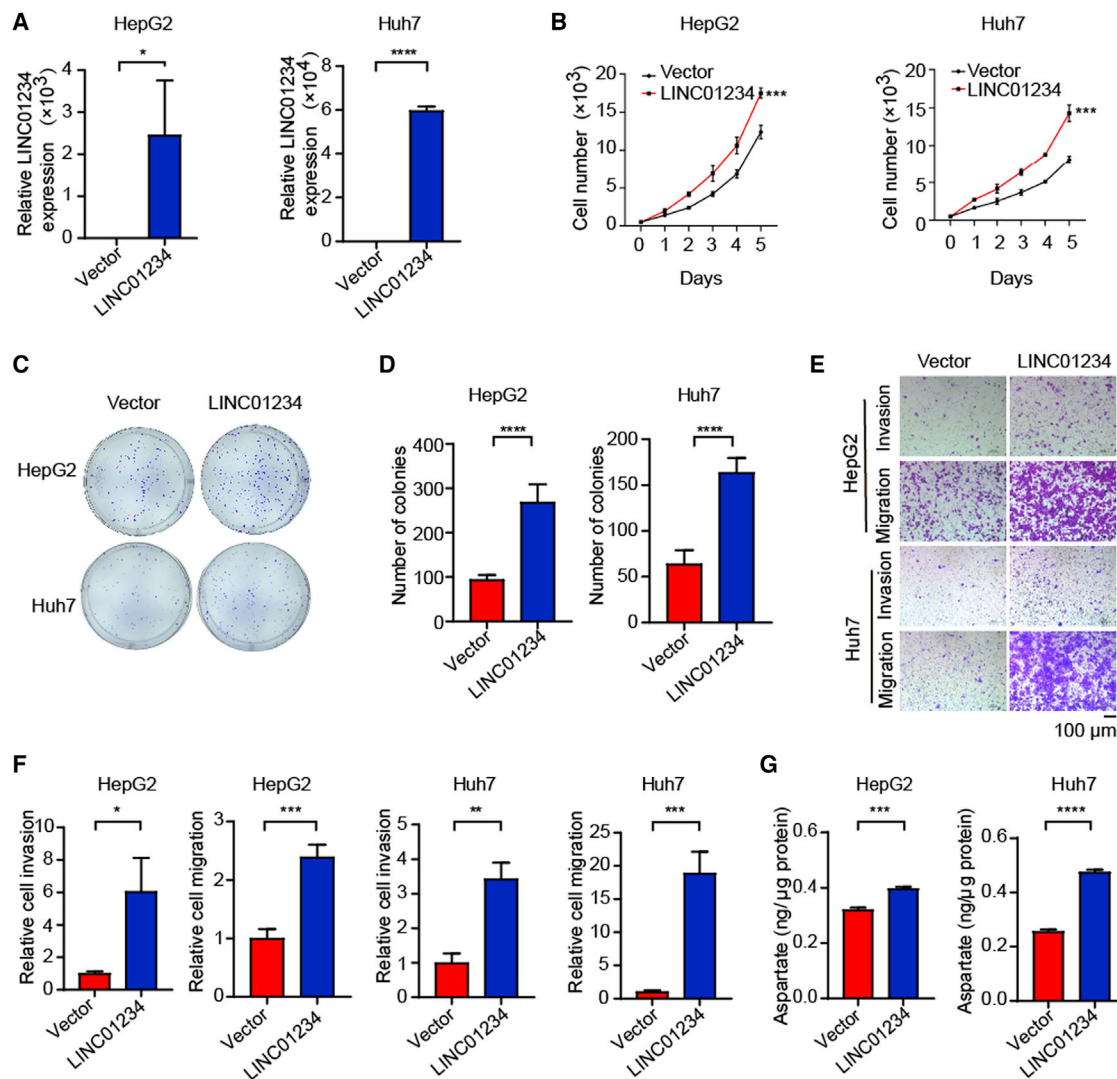 A
HepG2
Huh7
*
****
Relative LINC01234
expression (×10³)
4
3
2
1
0
Vector
LINC01234
Relative LINC01234
expression (×10⁴)
8
6
4
2
0
Vector
LINC01234
B
HepG2
Huh7
Vector
LINC01234
***
Cell number (×10³)
20
15
10
5
0
0 1 2 3 4 5
Days
Vector
LINC01234
***
Cell number (×10³)
20
15
10
5
0
0 1 2 3 4 5
Days
C
Vector
LINC01234
HepG2
Huh7
D
HepG2
Huh7
****
****
Number of colonies
400
300
200
100
0
Vector
LINC01234
Number of colonies
200
150
100
50
0
Vector
LINC01234
E
Vector
LINC01234
HepG2
Invasion
Migration
Huh7
Invasion
Migration
100 µm
F
HepG2
*
Relative cell invasion
10
8
6
4
2
0
Vector
LINC01234
HepG2
***
Relative cell migration
3
2
1
0
Vector
LINC01234
Huh7
**
Relative cell invasion
5
4
3
2
1
0
Vector
LINC01234
Huh7
***
Relative cell migration
25
20
15
10
5
0
Vector
LINC01234
G
HepG2
***
Aspartate (ng/µg protein)
0.6
0.4
0.3
0.0
Vector
LINC01234
Huh7
****
Aspartate (ng/µg protein)
0.6
0.4
0.2
0.0
Vector
LINC01234